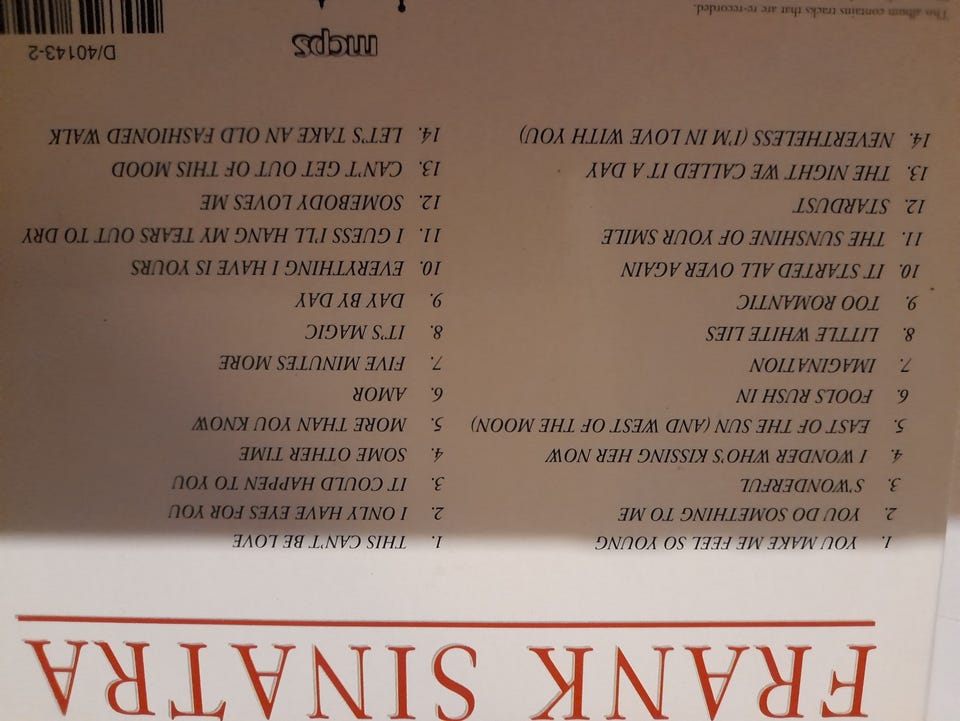 FRANK SINATRA
1. YOU MAKE ME FEEL SO YOUNG
2. YOU DO SOMETHING TO ME
3. S'WONDERFUL
4. I WONDER WHO'S KISSING HER NOW
5. EAST OF THE SUN (AND WEST OF THE MOON)
6. FOOLS RUSH IN
7. IMAGINATION
8. LITTLE WHITE LIES
9. TOO ROMANTIC
10. IT STARTED ALL OVER AGAIN
11. THE SUNSHINE OF YOUR SMILE
12. STARDUST
13. THE NIGHT WE CALLED IT A DAY
14. NEVERTHELESS (I'M IN LOVE WITH YOU)
1. THIS CAN'T BE LOVE
2. I ONLY HAVE EYES FOR YOU
3. IT COULD HAPPEN TO YOU
4. SOME OTHER TIME
5. MORE THAN YOU KNOW
6. AMOR
7. FIVE MINUTES MORE
8. IT'S MAGIC
9. DAY BY DAY
10. EVERYTHING I HAVE IS YOURS
11. I GUESS I'LL HANG MY TEARS OUT TO DRY
12. SOMEBODY LOVES ME
13. CAN'T GET OUT OF THIS MOOD
14. LET'S TAKE AN OLD FASHIONED WALK
This album contains tracks that are re-recorded.
mcps
D/40143-2